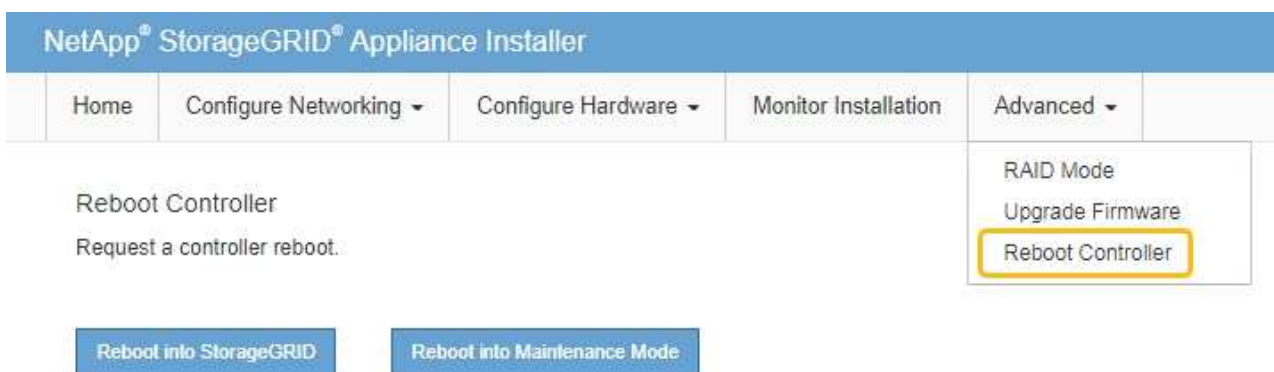 NetApp® StorageGRID® Appliance Installer
Home Configure Networking Configure Hardware Monitor Installation Advanced
RAID Mode
Upgrade Firmware
Reboot Controller
Reboot Controller
Request a controller reboot.
Reboot into StorageGRID Reboot into Maintenance Mode